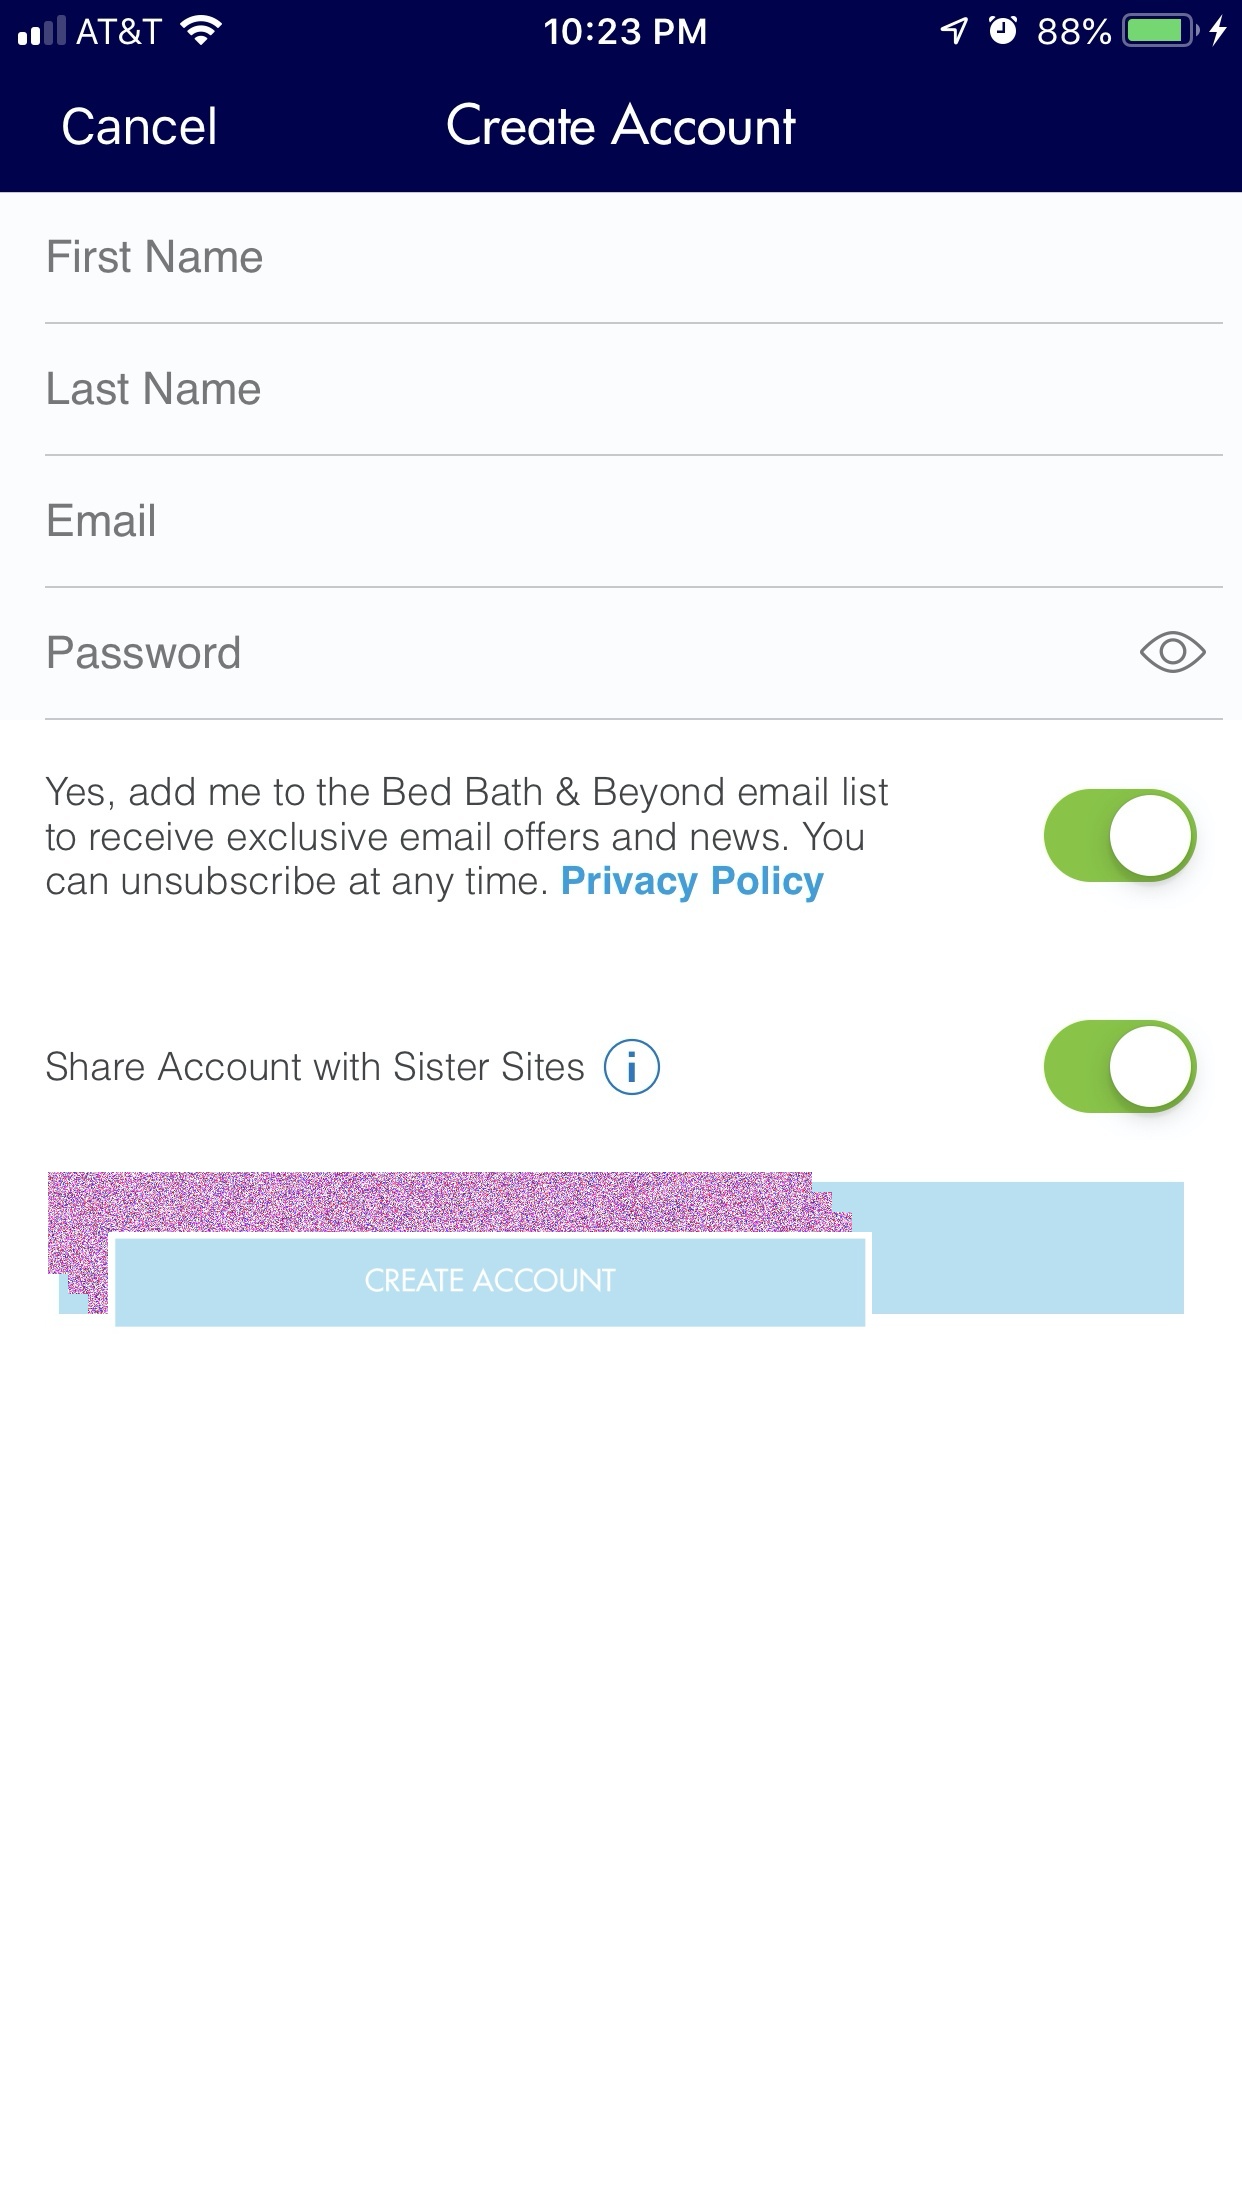 AT&T 10:23 PM 88%
Cancel Create Account
First Name
Last Name
Email
Password
Yes, add me to the Bed Bath & Beyond email list
to receive exclusive email offers and news. You
can unsubscribe at any time. Privacy Policy
Share Account with Sister Sites i
CREATE ACCOUNT